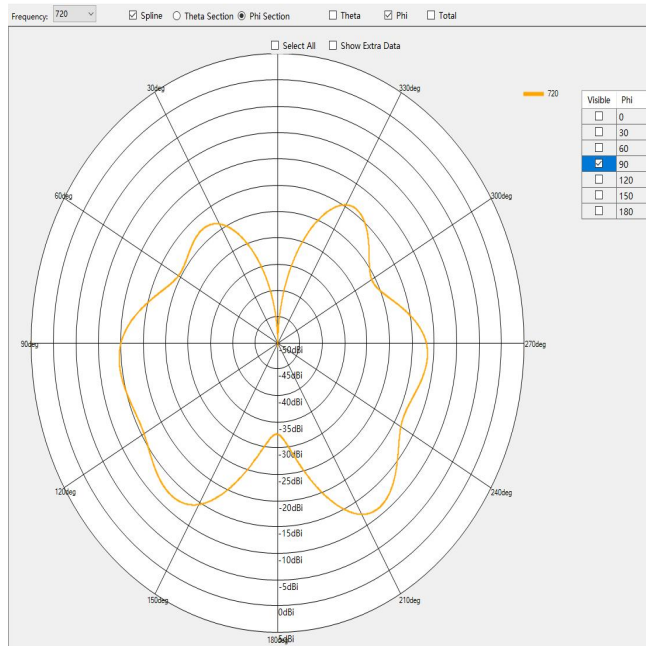 Frequency: 720 Spline Theta Section Phi Section Theta Phi Total
Select All Show Extra Data
30deg 330deg
720
Visible Phi
0
30
60
90
120
150
180
60deg 300deg
90deg 270deg
-50dBi
-45dBi
-40dBi
-35dBi
-30dBi
-25dBi
-20dBi
-15dBi
-10dBi
-5dBi
0dBi
5dBi
120deg 240deg
150deg 210deg
180deg